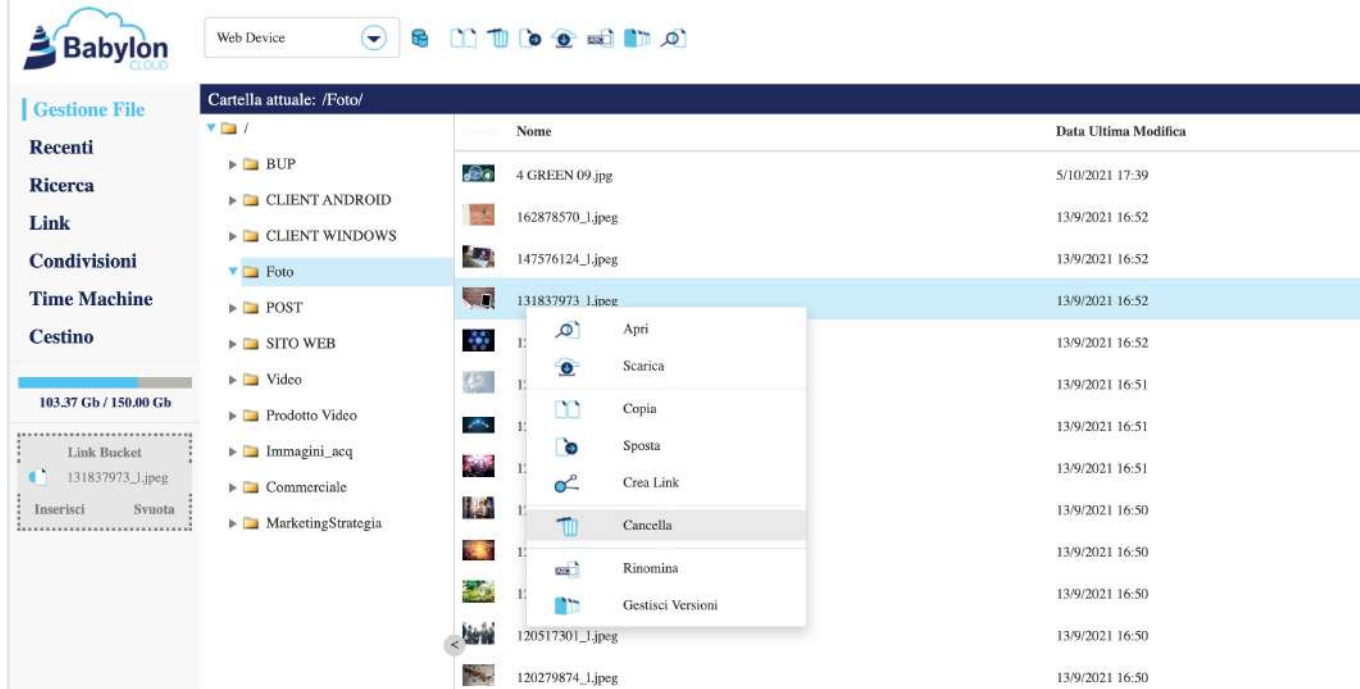 Babylon
CLOUD
Web Device
Gestione File
Recenti
Ricerca
Link
Condivisioni
Time Machine
Cestino
103.37 Gb / 150.00 Gb
Link Bucket
131837973_1.jpeg
Inserisci Svuota
Cartella attuale: /Foto/
/
BUP
CLIENT ANDROID
CLIENT WINDOWS
Foto
POST
SITO WEB
Video
Prodotto Video
Immagini_acq
Commerciale
MarketingStrategia
Nome Data Ultima Modifica
4 GREEN 09.jpg 5/10/2021 17:39
162878570_1.jpeg 13/9/2021 16:52
147576124_1.jpeg 13/9/2021 16:52
131837973_1.jpeg 13/9/2021 16:52
13/9/2021 16:52
13/9/2021 16:51
13/9/2021 16:51
13/9/2021 16:51
13/9/2021 16:50
13/9/2021 16:50
13/9/2021 16:50
120517301_1.jpeg 13/9/2021 16:50
120279874_1.jpeg 13/9/2021 16:50
Apri
Scarica
Copia
Sposta
Crea Link
Cancella
Rinomina
Gestisci Versioni
<